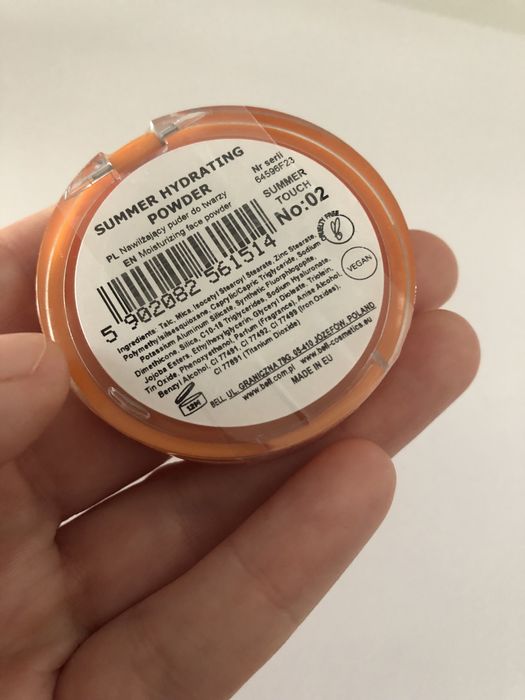 SUMMER HYDRATING
POWDER
PL Nawilżający puder do twarzy
EN Moisturizing face powder
Nr serii
64596F23
SUMMER
TOUCH
No:02
5 902082 561514
CRUELTY FREE
VEGAN
Ingredients: Talc, Mica, Isocetyl Stearoyl Stearate, Zinc Stearate,
Polymethylsilsesquioxane, Caprylic/Capric Triglyceride, Sodium
Potassium Aluminum Silicate, Synthetic Fluorphlogopite,
Dimethicone, Silica, C10-18 Triglycerides, Sodium Hyaluronate,
Jojoba Esters, Ethylhexylglycerin, Glyceryl Dioleate, Triolein,
Tin Oxide, Phenoxyethanol, Parfum (Fragrance), Anise Alcohol,
Benzyl Alcohol, CI 77491, CI 77492, CI 77499 (Iron Oxides),
CI 77891 (Titanium Dioxide)
12M
BELL UL. GRANICZNA 79G, 05-410 JÓZEFÓW, POLAND
www.bell.com.pl www.bell-cosmetics.eu
MADE IN EU